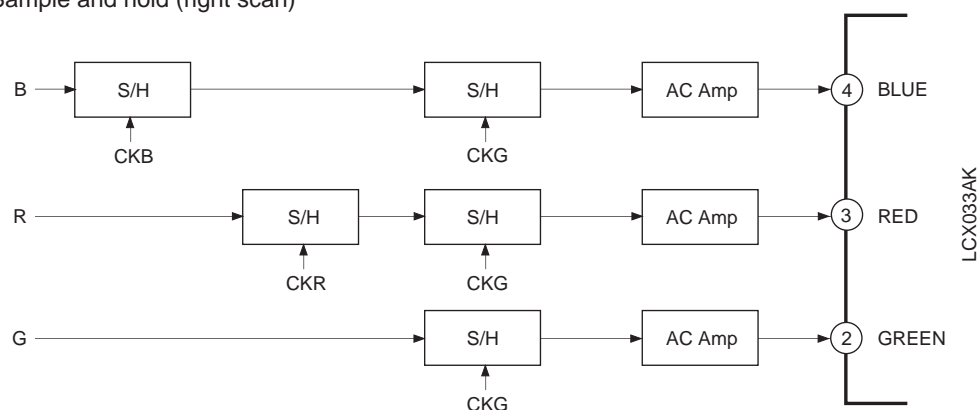 Sample and hold (right scan)
B S/H S/H AC Amp 4 BLUE
CKB CKG
R S/H S/H AC Amp 3 RED
CKR CKG
G S/H AC Amp 2 GREEN
CKG
LCX033AK